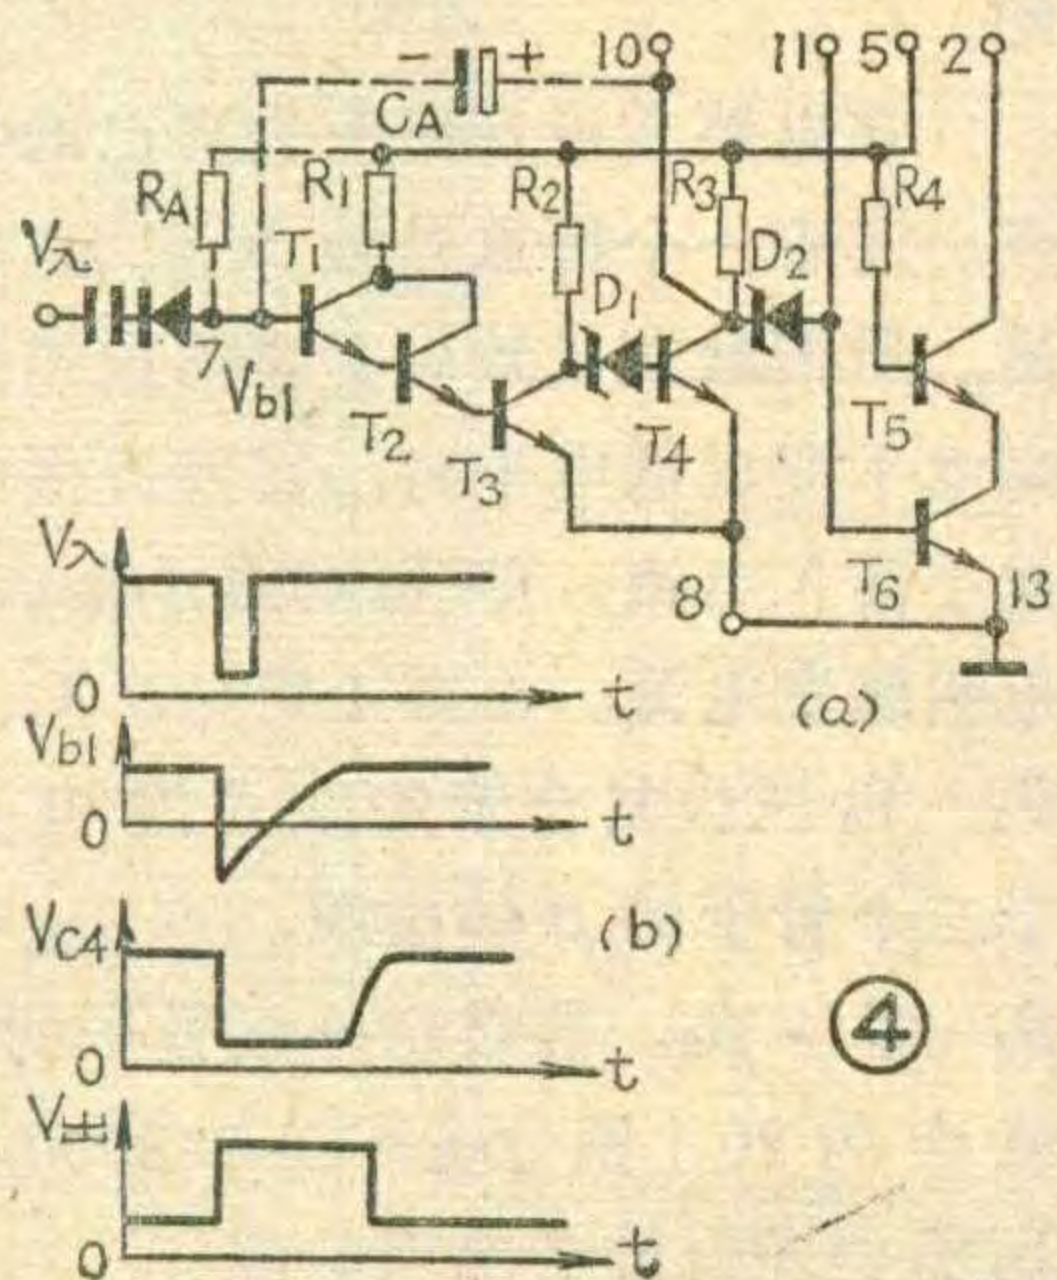 − + 10 11 5 2
CA
RA R1 R2 R3 R4
V入 T1 D1 D2
7 Vb1
T2 T3 T4 T5
T6
8 13
(a)
V入
0 t
Vb1
0 t
(b)
VC4
0 t
④
V出
0 t